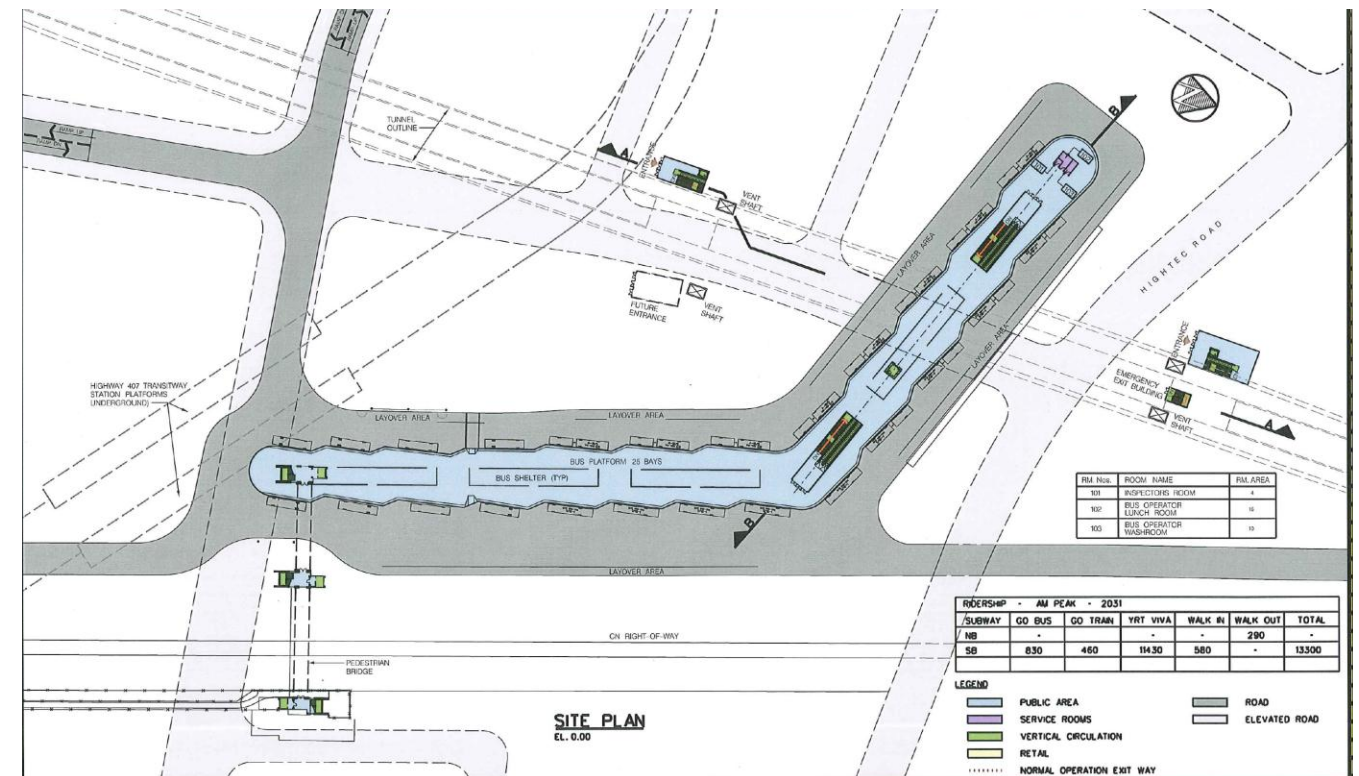 RAMP UP
RAMP DN
TUNNEL
OUTLINE
A
ENTRANCE
VENT
SHAFT
B
LAYOVER AREA
HIGHTEC ROAD
FUTURE
ENTRANCE
VENT
SHAFT
LAYOVER AREA
ENTRANCE
EMERGENCY
EXIT BUILDING
VENT
SHAFT
A
HIGHWAY 407 TRANSITWAY
STATION PLATFORMS
UNDERGROUND)
LAYOVER AREA
LAYOVER AREA
BUS PLATFORM 25 BAYS
BUS SHELTER (TYP)
B
LAYOVER AREA
CN RIGHT-OF-WAY
PEDESTRIAN
BRIDGE
SITE PLAN
EL. 0.00
RM. Nos. ROOM NAME RM. AREA
101 INSPECTORS ROOM
102 BUS OPERATOR
LUNCH ROOM
103 BUS OPERATOR
WASHROOM
RIDERSHIP - AM PEAK - 2031
SUBWAY GO BUS GO TRAIN YRT VIVA WALK IN WALK OUT TOTAL
NB - - - 290 -
SB 830 460 11430 580 - 13300
LEGEND
PUBLIC AREA
SERVICE ROOMS
VERTICAL CIRCULATION
RETAIL
NORMAL OPERATION EXIT WAY
ROAD
ELEVATED ROAD